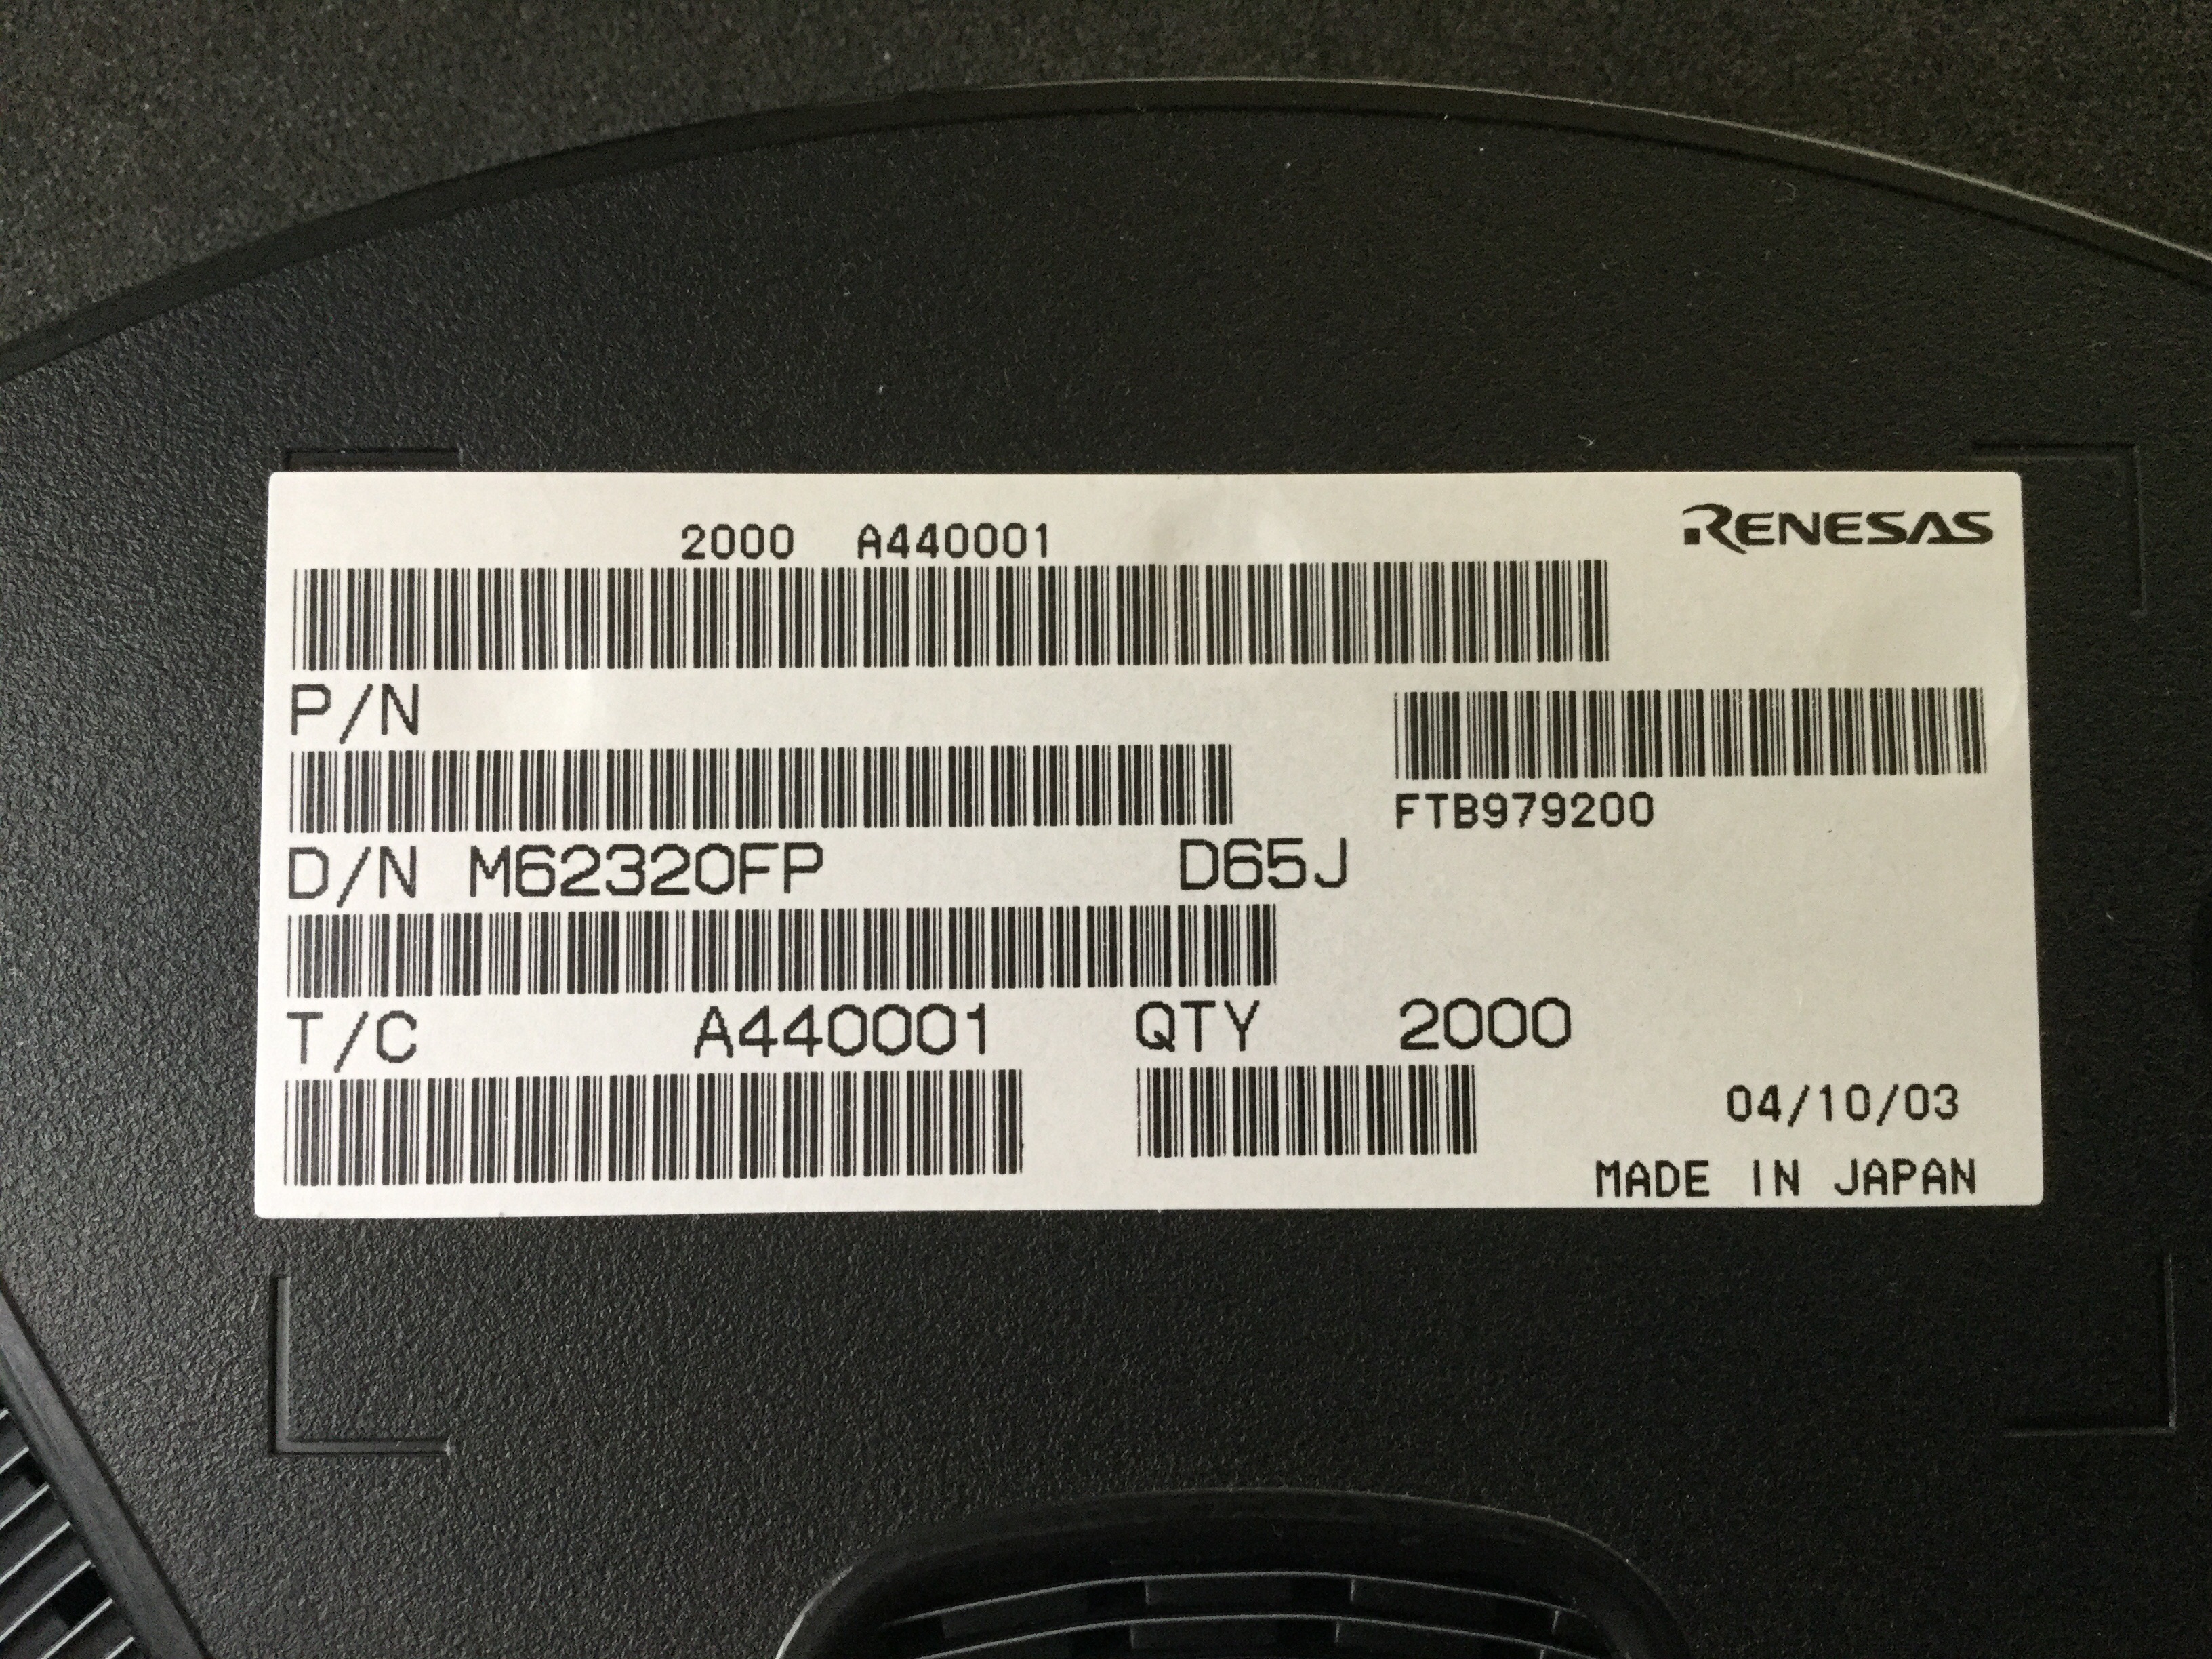 2000 A440001
RENESAS
P/N
FTB979200
D/N M62320FP D65J
T/C A440001 QTY 2000
04/10/03
MADE IN JAPAN